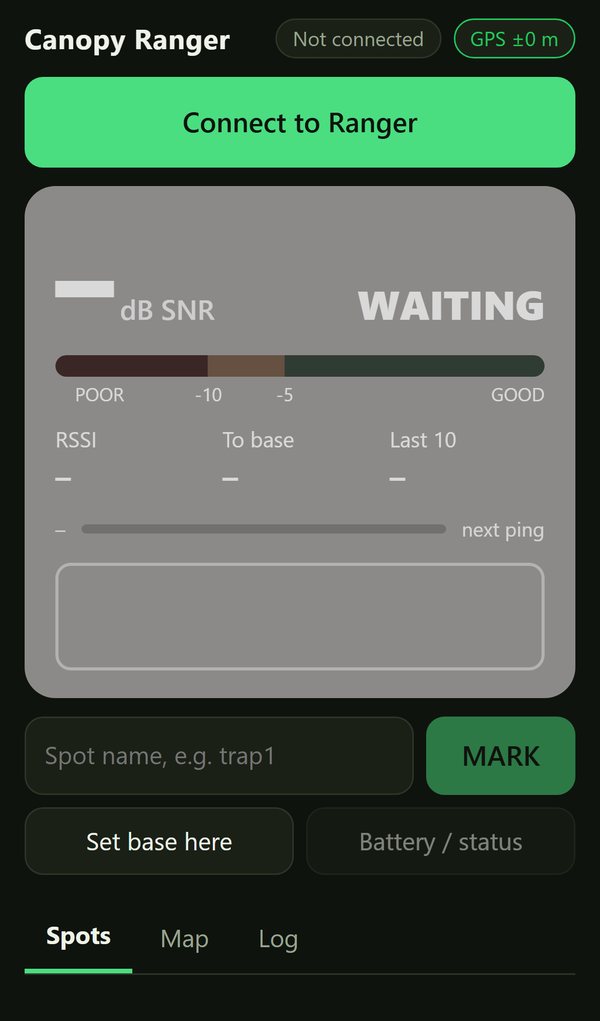 Canopy Ranger Not connected GPS ±0 m
Connect to Ranger
– dB SNR WAITING
POOR -10 -5 GOOD
RSSI To base Last 10
– – –
– next ping
Spot name, e.g. trap1 MARK
Set base here Battery / status
Spots Map Log